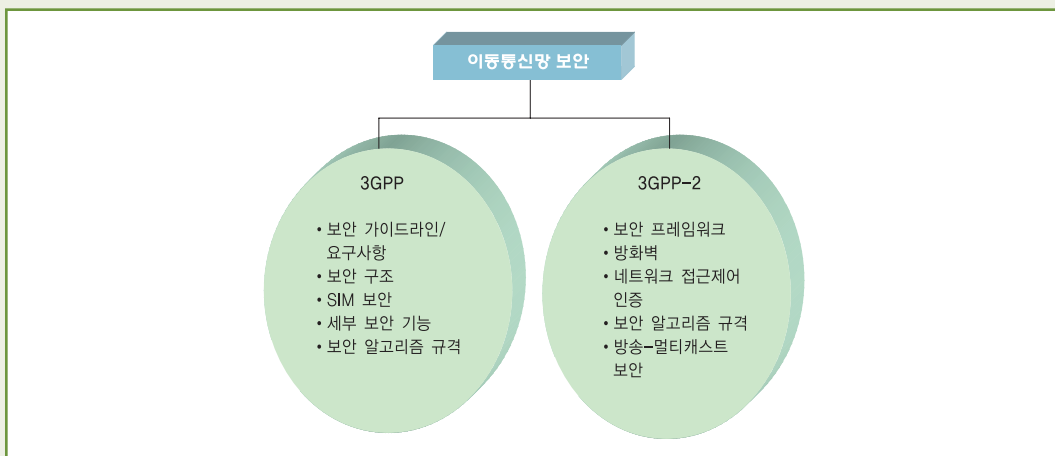 이동통신망 보안
3GPP
• 보안 가이드라인/
요구사항
• 보안 구조
• SIM 보안
• 세부 보안 기능
• 보안 알고리즘 규격
3GPP-2
• 보안 프레임워크
• 방화벽
• 네트워크 접근제어
인증
• 보안 알고리즘 규격
• 방송-멀티캐스트
보안